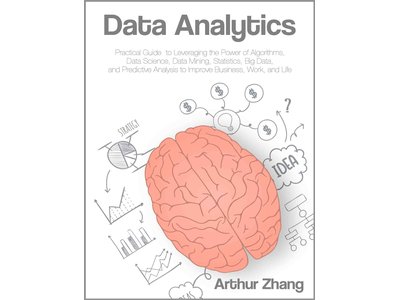 Data Analytics
Practical Guide to Leveraging the Power of Algorithms,
Data Science, Data Mining, Statistics, Big Data,
and Predictive Analysis to Improve Business, Work, and Life
$ $ $ $
?
STRATEGY
IDEA
IDEAS
Arthur Zhang